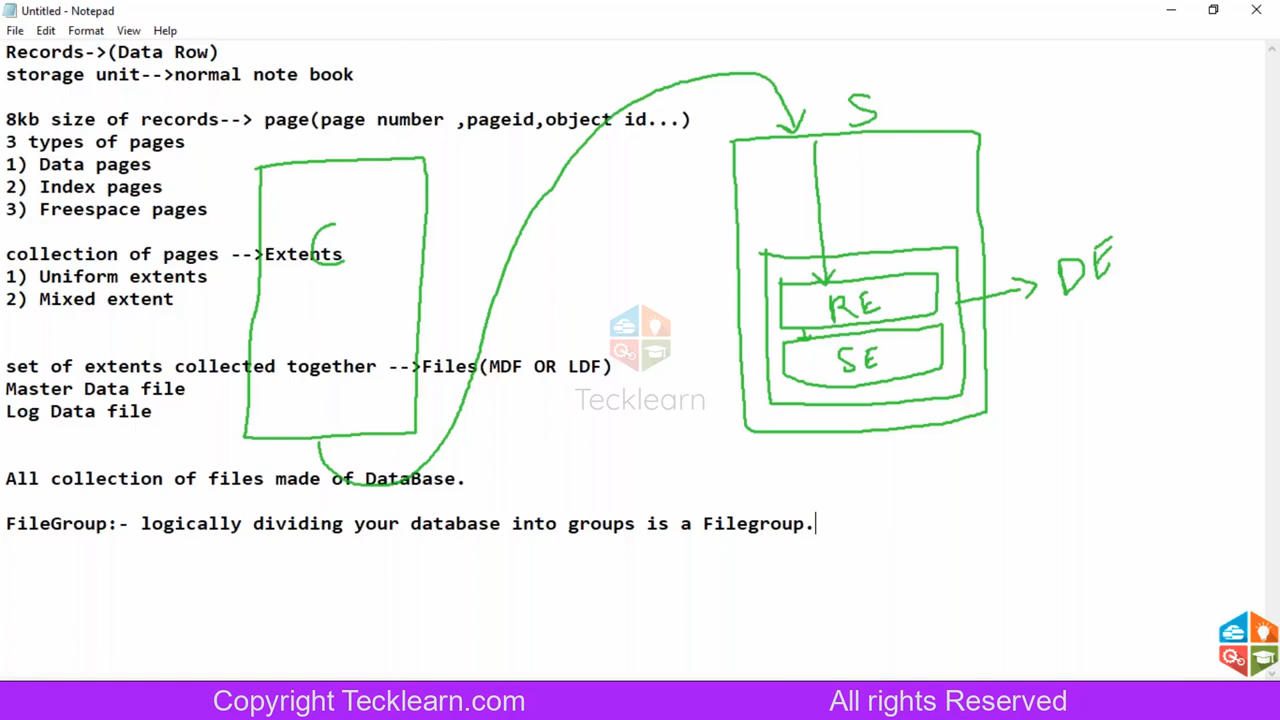 Untitled - Notepad
File Edit Format View Help
Records->(Data Row)
storage unit-->normal note book
8kb size of records--> page(page number ,pageid,object id...)
3 types of pages
1) Data pages
2) Index pages
3) Freespace pages
collection of pages -->Extents
1) Uniform extents
2) Mixed extent
set of extents collected together -->Files(MDF OR LDF)
Master Data file
Log Data file
All collection of files made of DataBase.
FileGroup:- logically dividing your database into groups is a Filegroup.
C
S
RE
SE
DE
Tecklearn
Copyright Tecklearn.com
All rights Reserved